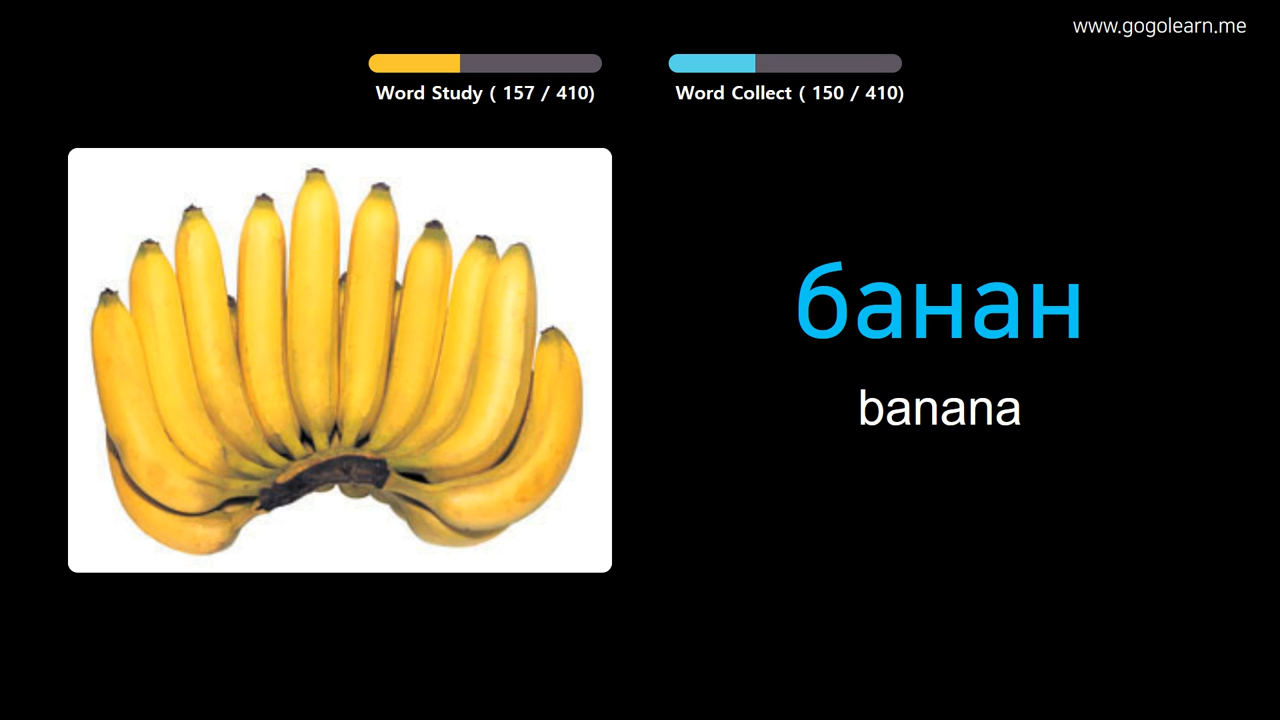 www.gogolearn.me
Word Study ( 157 / 410)
Word Collect ( 150 / 410)
банан
banana